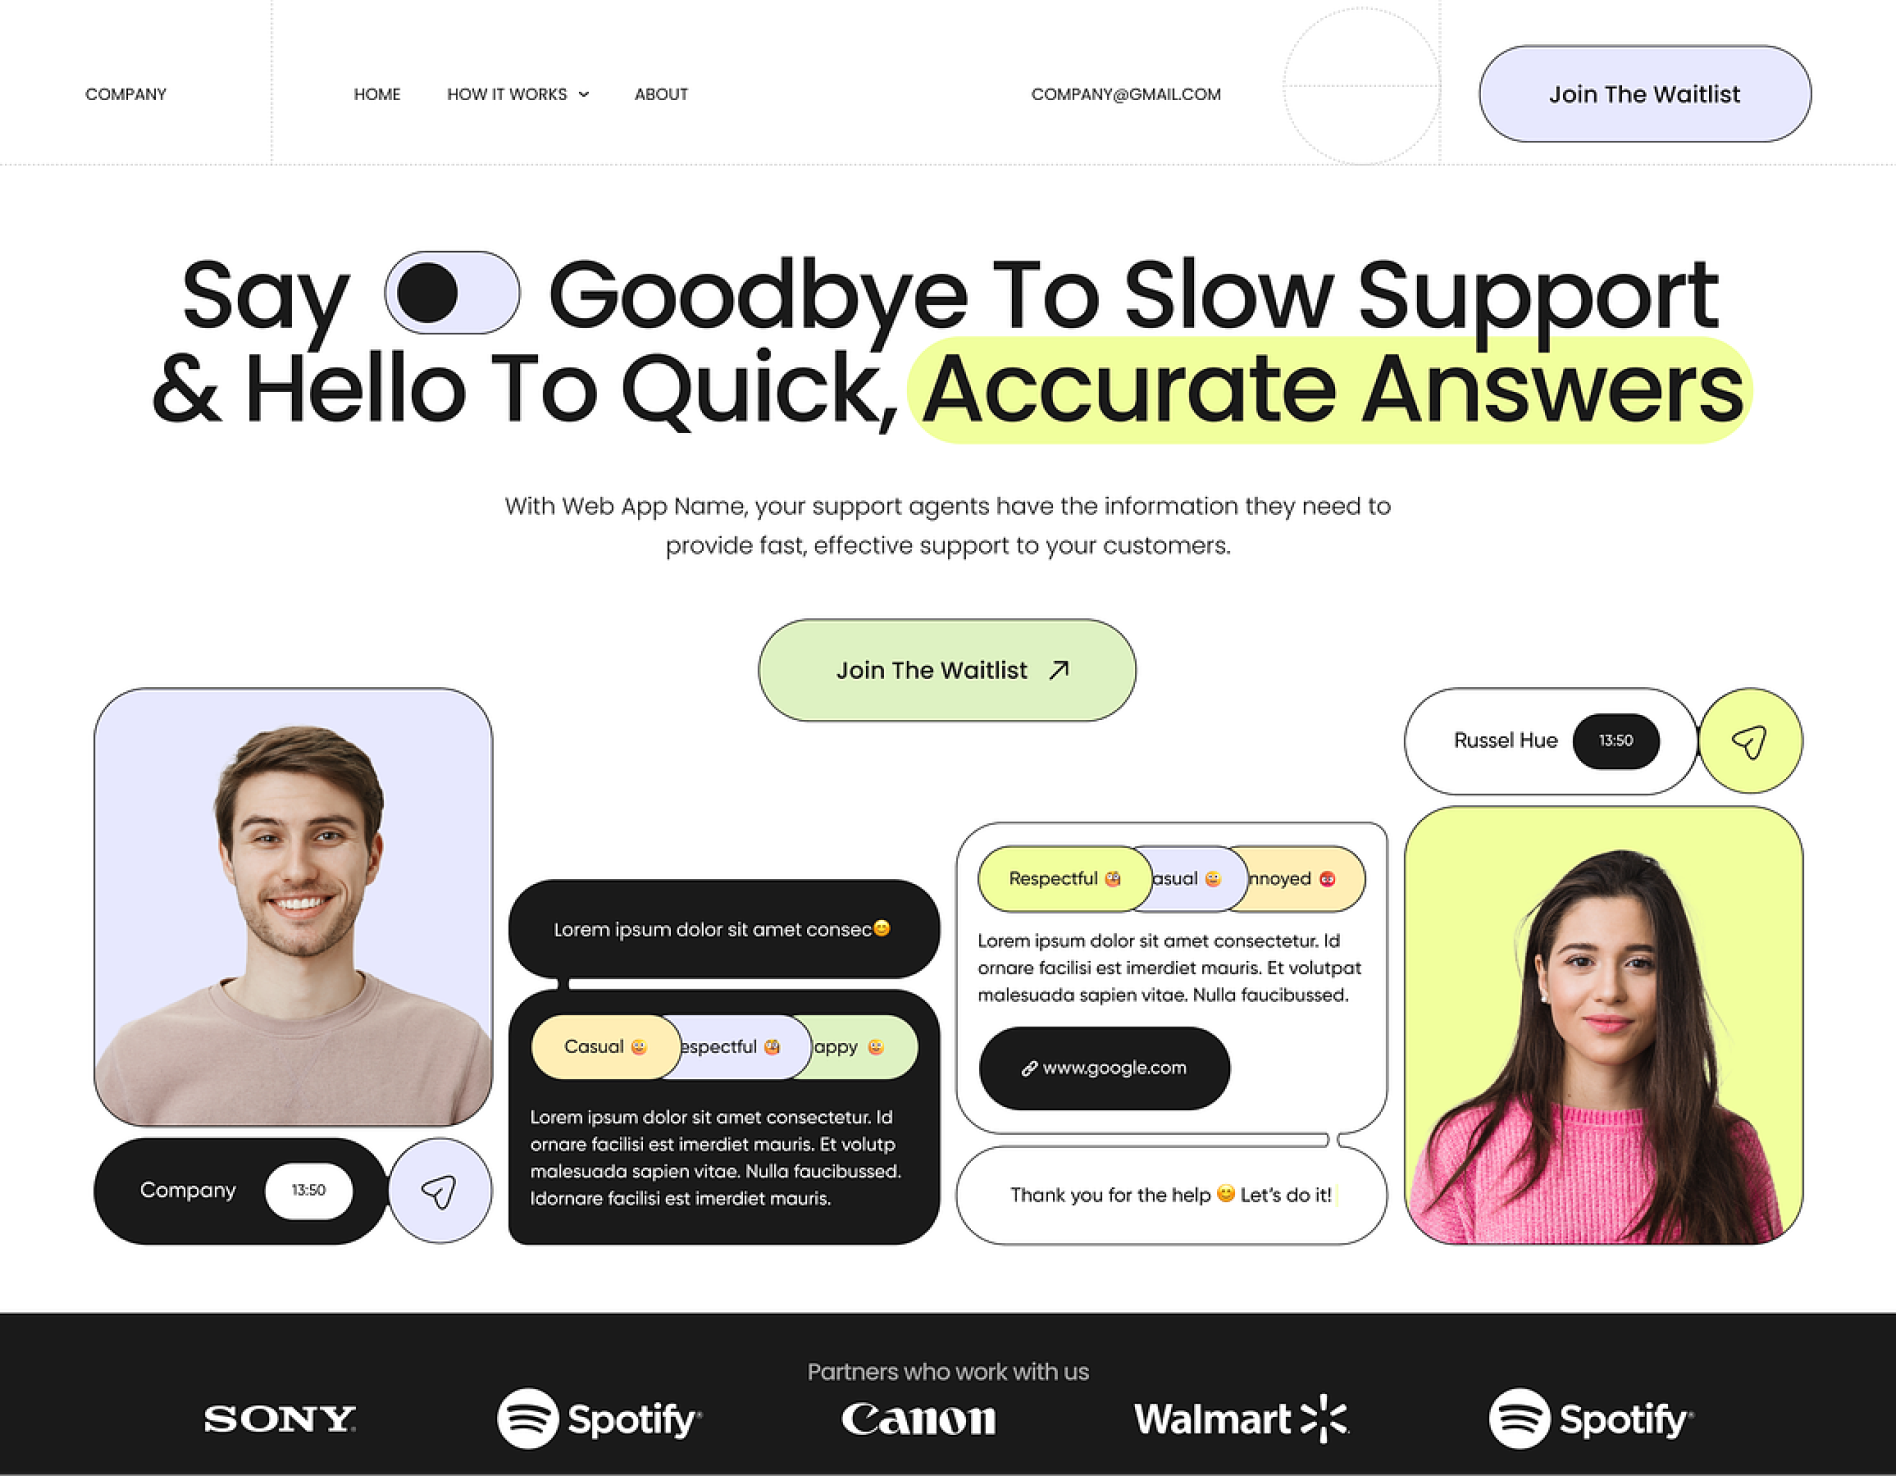 COMPANY
HOME
HOW IT WORKS
ABOUT
COMPANY@GMAIL.COM
Join The Waitlist
Say Goodbye To Slow Support
& Hello To Quick, Accurate Answers
With Web App Name, your support agents have the information they need to
provide fast, effective support to your customers.
Join The Waitlist
Company
13:50
Lorem ipsum dolor sit amet consec😊
Casual
espectful
appy
Lorem ipsum dolor sit amet consectetur. Id
ornare facilisi est imerdiet mauris. Et volutp
malesuada sapien vitae. Nulla faucibussed.
Idornare facilisi est imerdiet mauris.
Respectful
asual
nnoyed
Lorem ipsum dolor sit amet consectetur. Id
ornare facilisi est imerdiet mauris. Et volutpat
malesuada sapien vitae. Nulla faucibussed.
www.google.com
Thank you for the help 😊 Let's do it!
Russel Hue
13:50
Partners who work with us
SONY
Spotify
Canon
Walmart
Spotify